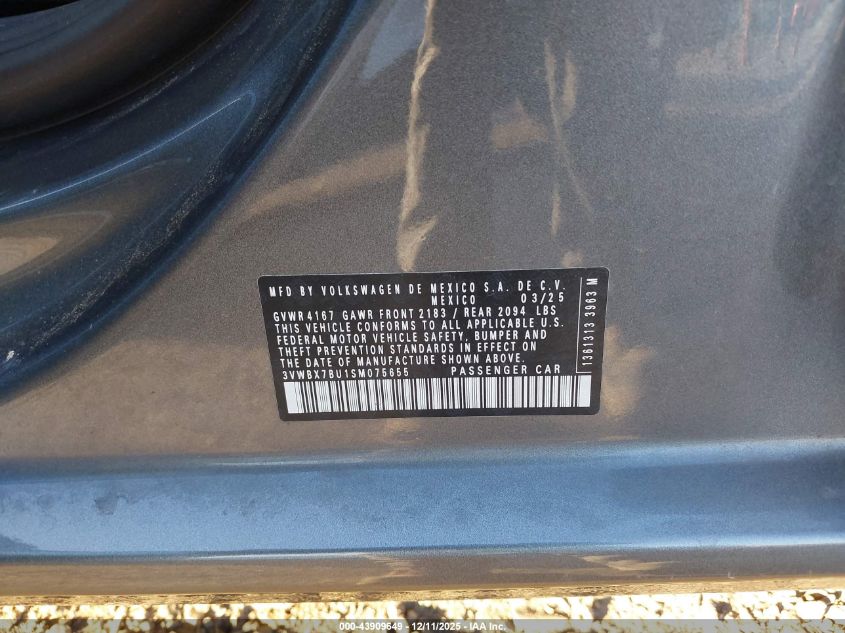 MFD BY VOLKSWAGEN DE MEXICO S.A. DE C.V.
MEXICO 03/25
GVWR 4167 GAWR FRONT 2183 / REAR 2094 LBS
THIS VEHICLE CONFORMS TO ALL APPLICABLE U.S.
FEDERAL MOTOR VEHICLE SAFETY, BUMPER AND
THEFT PREVENTION STANDARDS IN EFFECT ON
THE DATE OF MANUFACTURE SHOWN ABOVE.
3VWBX7BU1SM075655 PASSENGER CAR
1361313 3963 M
000-43909649 - 12/11/2025 - IAA Inc.